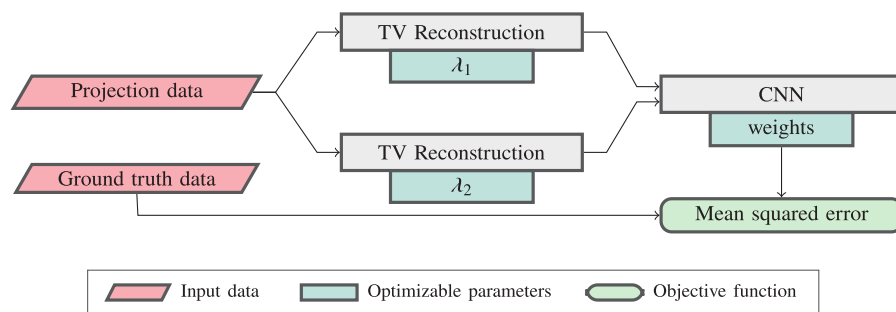 TV Reconstruction
λ1
Projection data
CNN
weights
TV Reconstruction
λ2
Ground truth data
Mean squared error
Input data
Optimizable parameters
Objective function